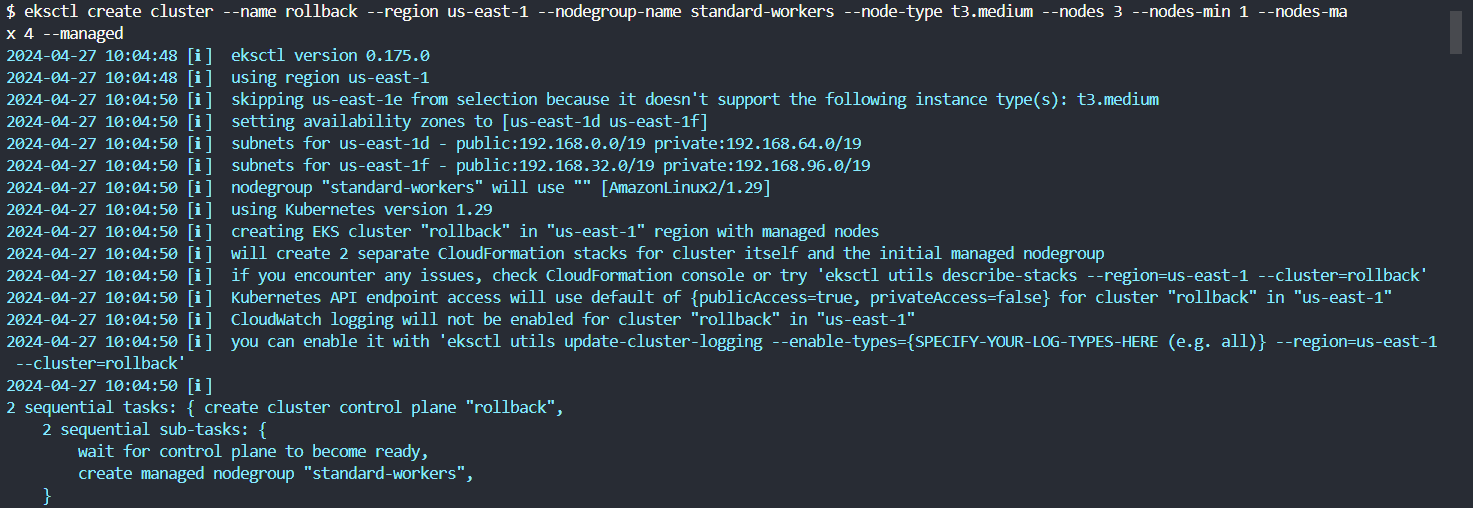 $ eksctl create cluster --name rollback --region us-east-1 --nodegroup-name standard-workers --node-type t3.medium --nodes 3 --nodes-min 1 --nodes-ma
x 4 --managed
2024-04-27 10:04:48 [ℹ]  eksctl version 0.175.0
2024-04-27 10:04:48 [ℹ]  using region us-east-1
2024-04-27 10:04:50 [ℹ]  skipping us-east-1e from selection because it doesn't support the following instance type(s): t3.medium
2024-04-27 10:04:50 [ℹ]  setting availability zones to [us-east-1d us-east-1f]
2024-04-27 10:04:50 [ℹ]  subnets for us-east-1d - public:192.168.0.0/19 private:192.168.64.0/19
2024-04-27 10:04:50 [ℹ]  subnets for us-east-1f - public:192.168.32.0/19 private:192.168.96.0/19
2024-04-27 10:04:50 [ℹ]  nodegroup "standard-workers" will use "" [AmazonLinux2/1.29]
2024-04-27 10:04:50 [ℹ]  using Kubernetes version 1.29
2024-04-27 10:04:50 [ℹ]  creating EKS cluster "rollback" in "us-east-1" region with managed nodes
2024-04-27 10:04:50 [ℹ]  will create 2 separate CloudFormation stacks for cluster itself and the initial managed nodegroup
2024-04-27 10:04:50 [ℹ]  if you encounter any issues, check CloudFormation console or try 'eksctl utils describe-stacks --region=us-east-1 --cluster=rollback'
2024-04-27 10:04:50 [ℹ]  Kubernetes API endpoint access will use default of {publicAccess=true, privateAccess=false} for cluster "rollback" in "us-east-1"
2024-04-27 10:04:50 [ℹ]  CloudWatch logging will not be enabled for cluster "rollback" in "us-east-1"
2024-04-27 10:04:50 [ℹ]  you can enable it with 'eksctl utils update-cluster-logging --enable-types={SPECIFY-YOUR-LOG-TYPES-HERE (e.g. all)} --region=us-east-1
 --cluster=rollback'
2024-04-27 10:04:50 [ℹ]
2 sequential tasks: { create cluster control plane "rollback",
    2 sequential sub-tasks: {
        wait for control plane to become ready,
        create managed nodegroup "standard-workers",
    }